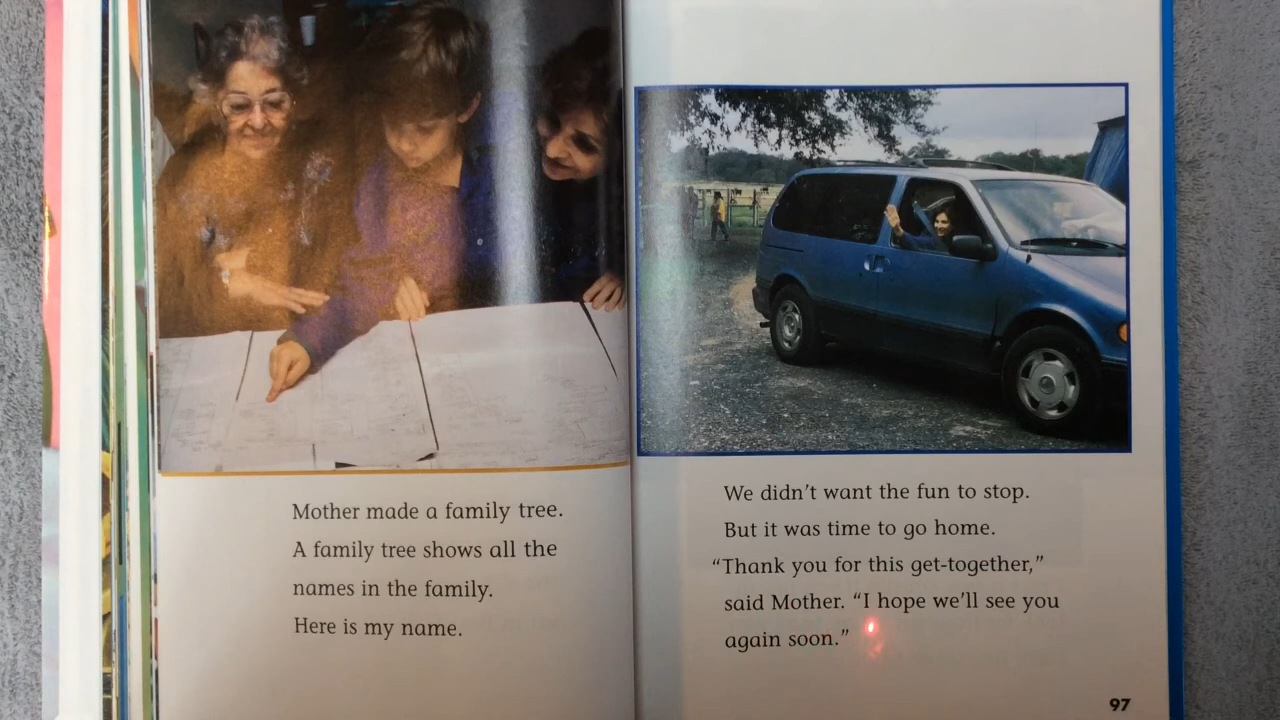 Mother made a family tree.
A family tree shows all the
names in the family.
Here is my name.
We didn't want the fun to stop.
But it was time to go home.
“Thank you for this get-together,”
said Mother. “I hope we'll see you
again soon.”
97